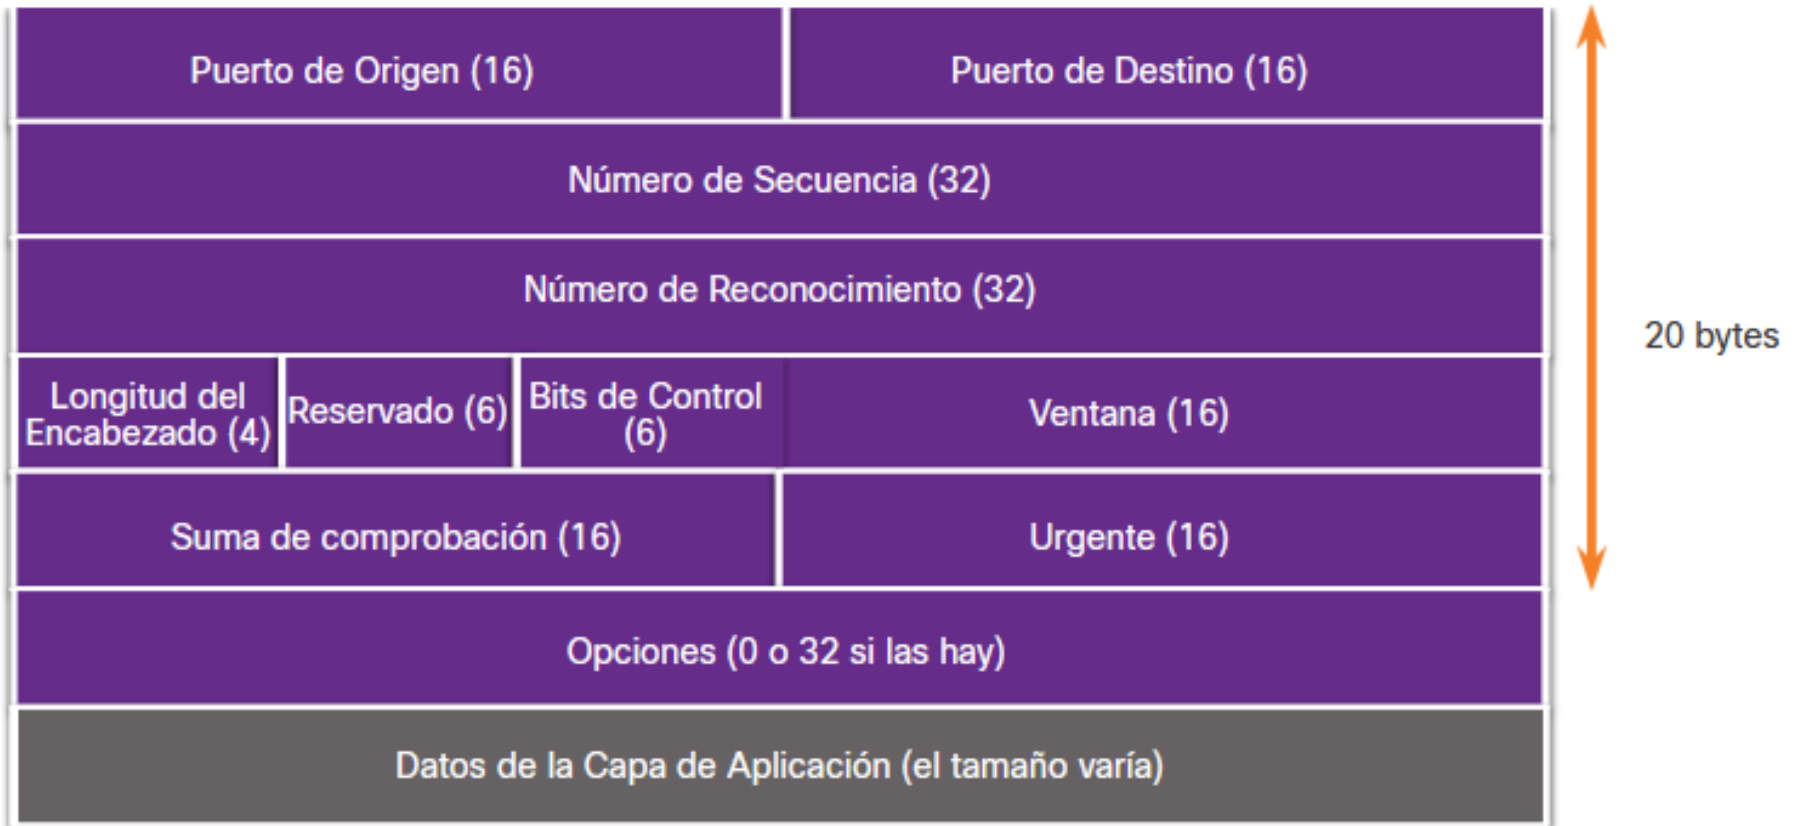 Puerto de Origen (16)
Puerto de Destino (16)
Número de Secuencia (32)
Número de Reconocimiento (32)
20 bytes
Longitud del
Encabezado (4)
Reservado (6)
Bits de Control
(6)
Ventana (16)
Suma de comprobación (16)
Urgente (16)
Opciones (0 o 32 si las hay)
Datos de la Capa de Aplicación (el tamaño varía)